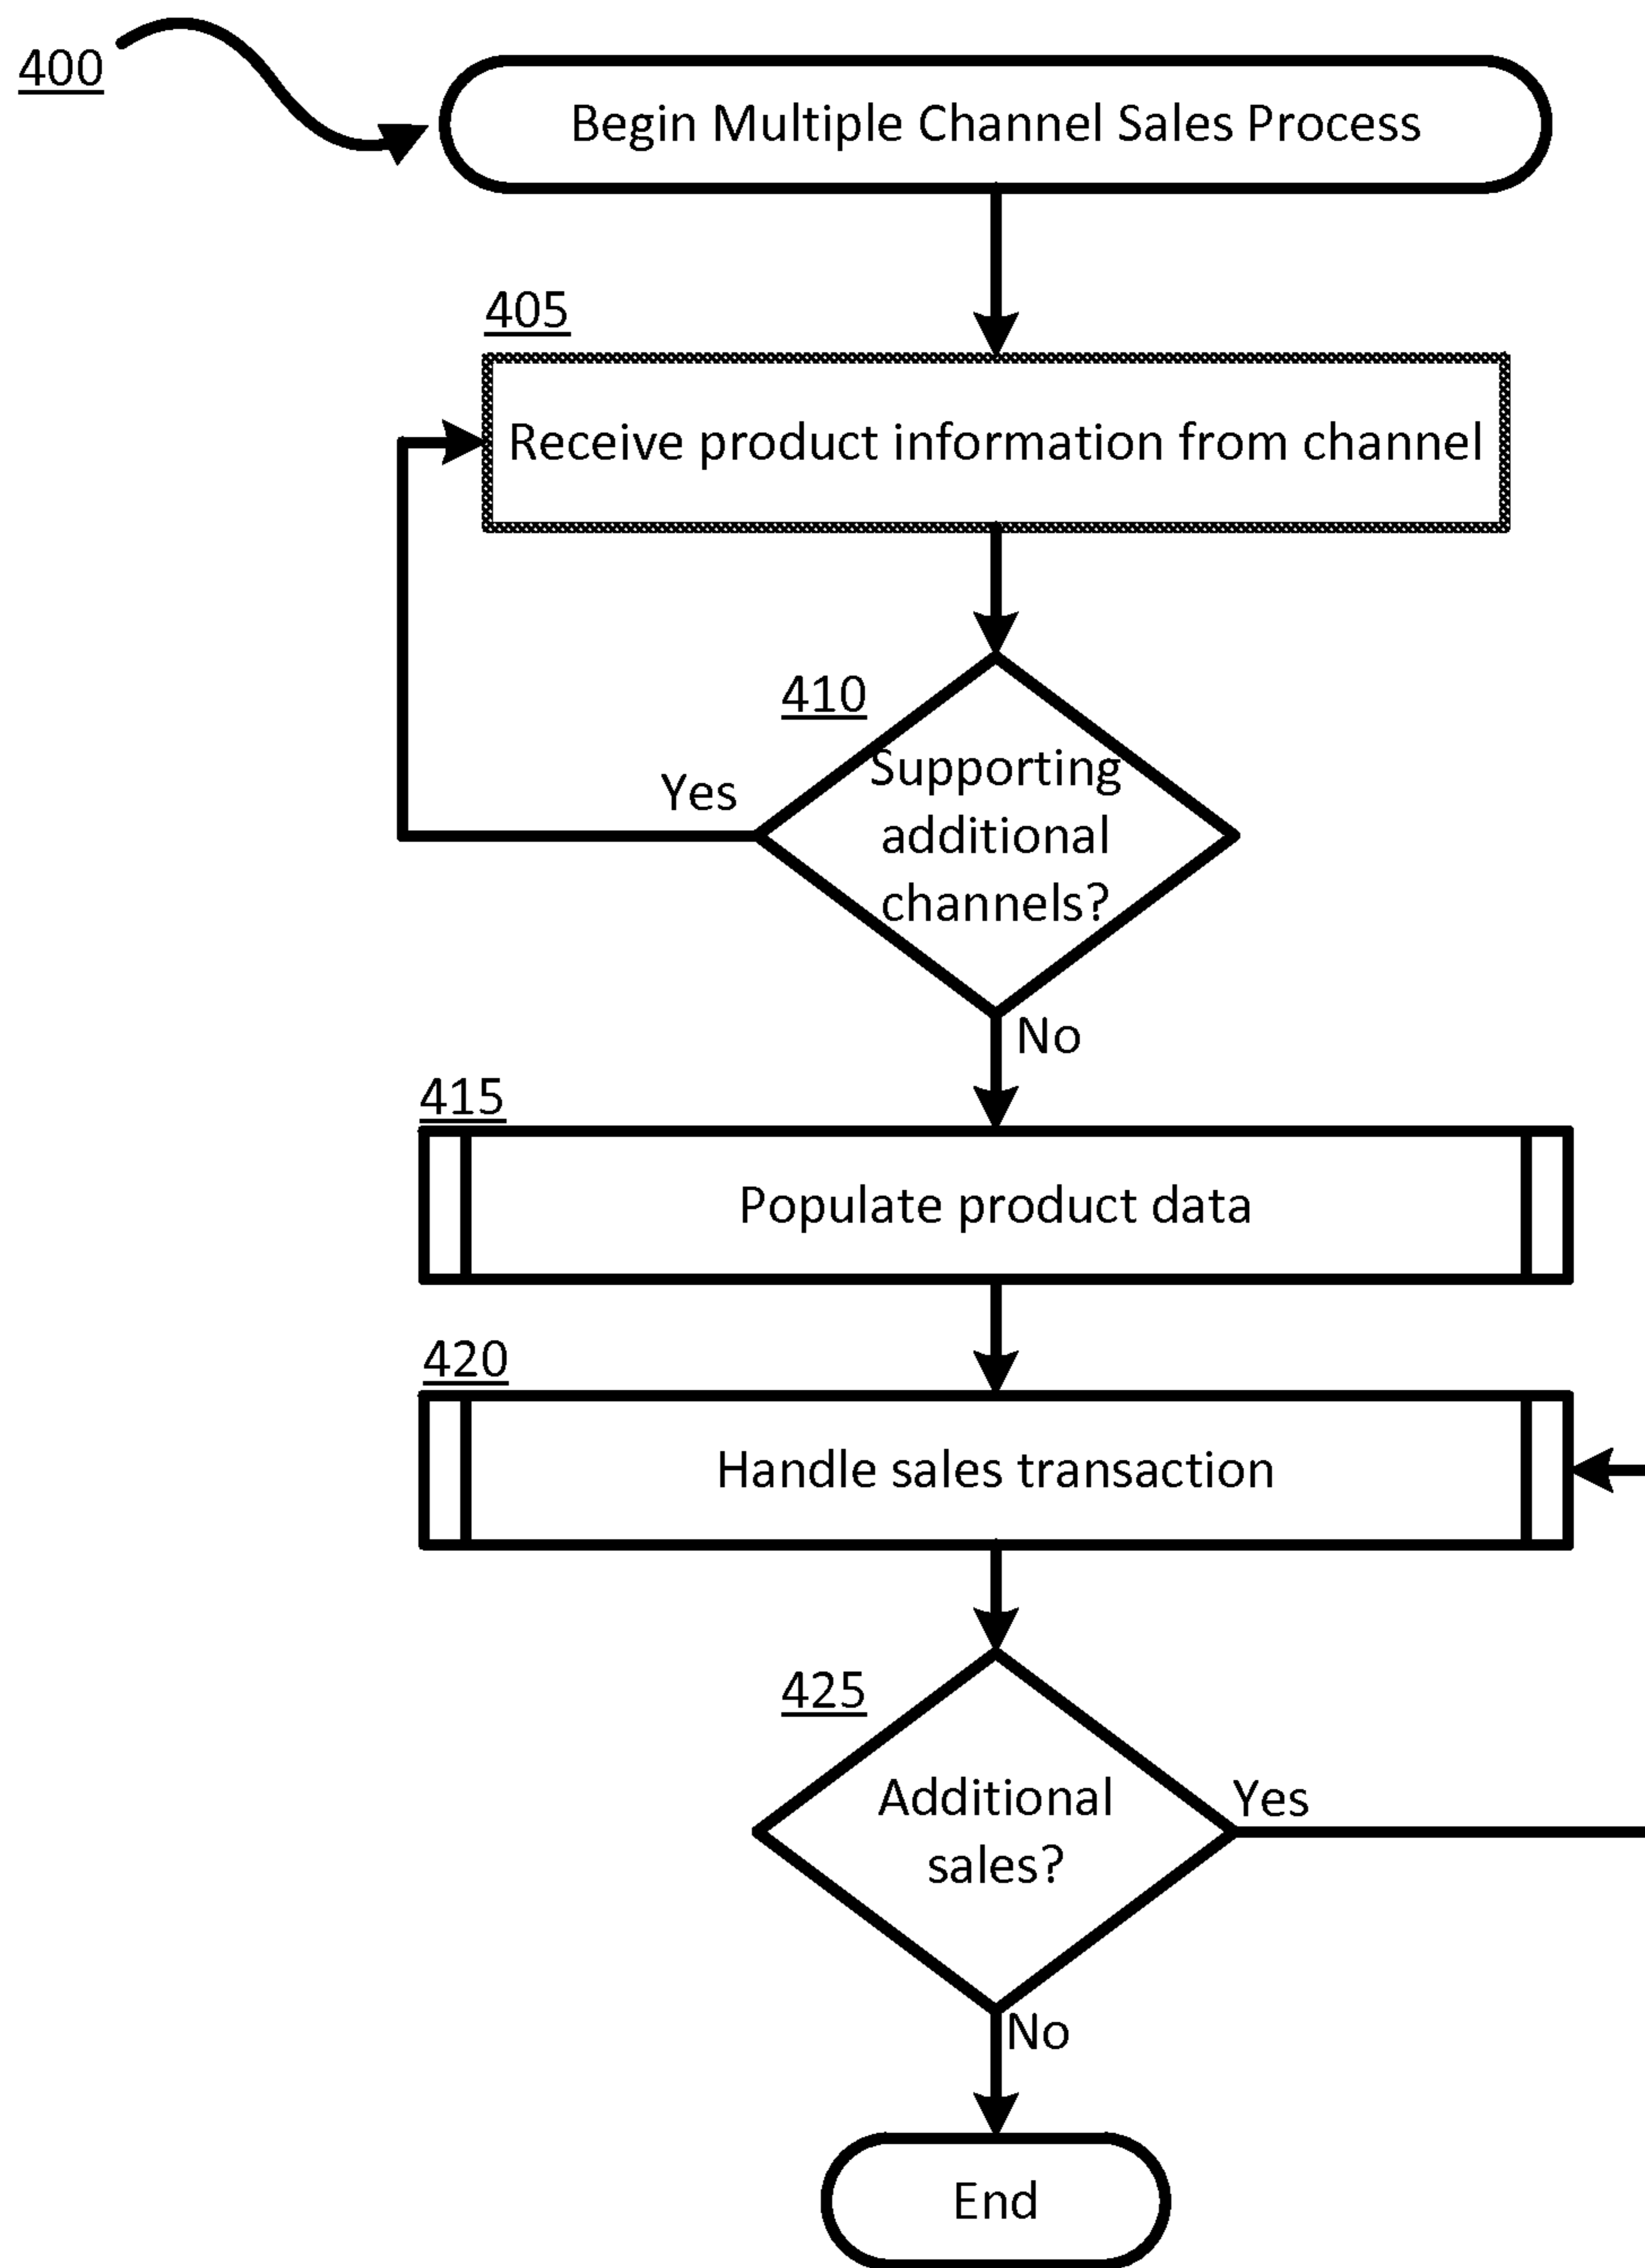 400
Begin Multiple Channel Sales Process
405
Receive product information from channel
410
Supporting
additional
channels?
Yes
No
415
Populate product data
420
Handle sales transaction
425
Additional
sales?
Yes
No
End